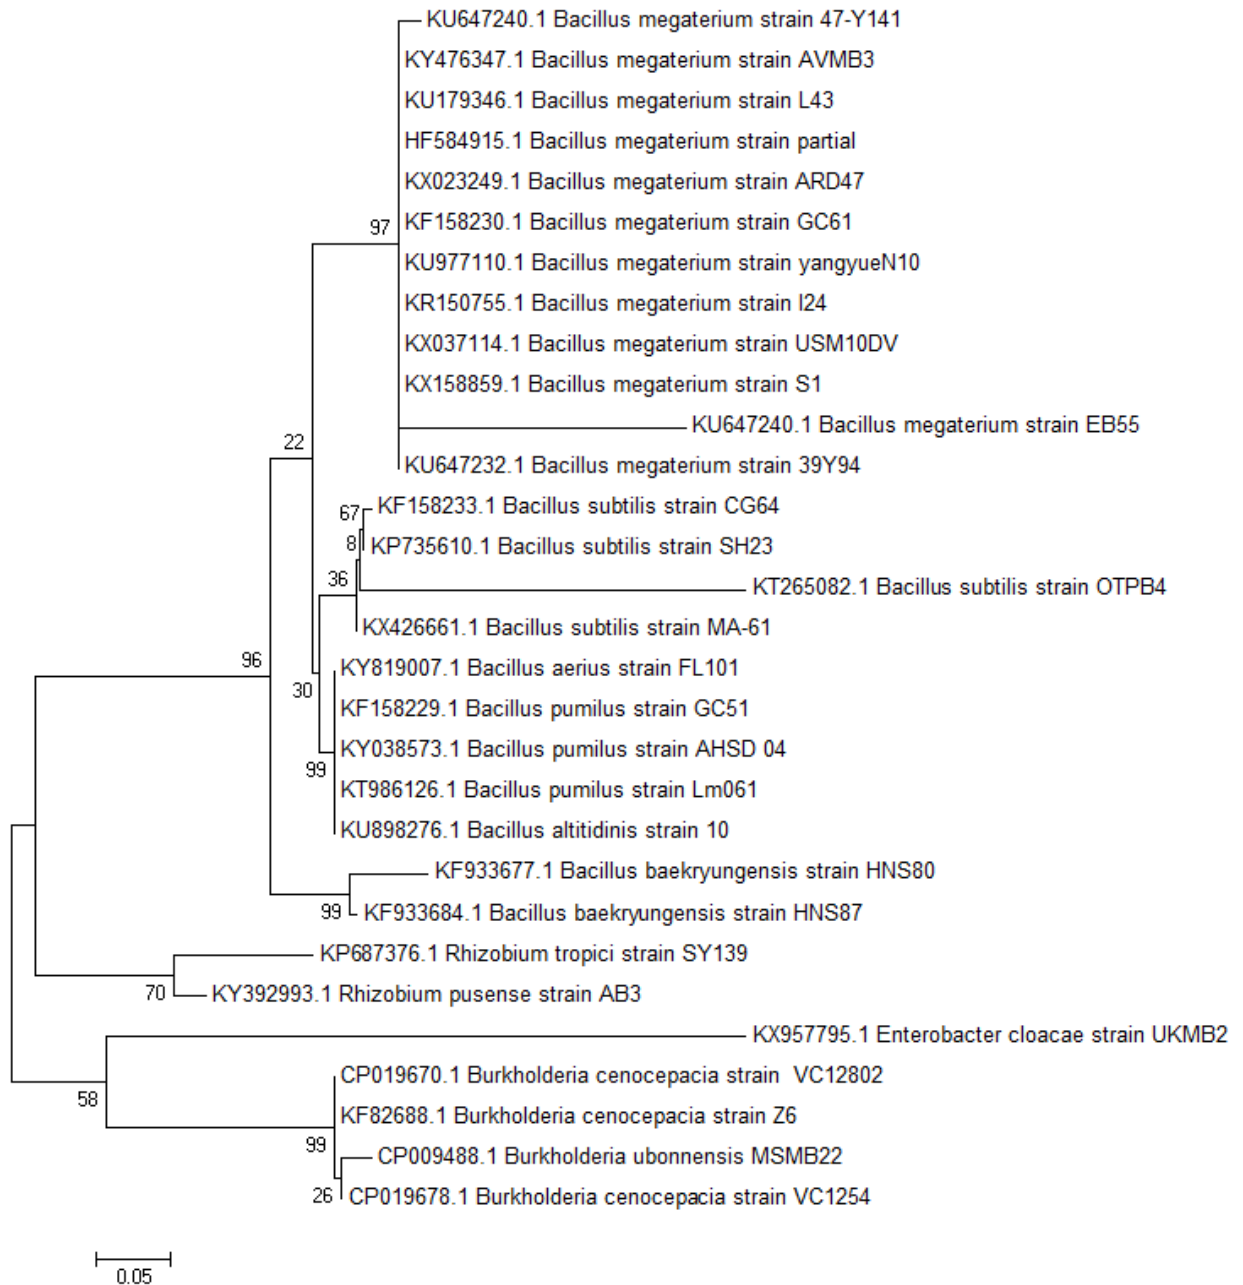 KU647240.1 Bacillus megaterium strain 47-Y141
KY476347.1 Bacillus megaterium strain AVMB3
KU179346.1 Bacillus megaterium strain L43
HF584915.1 Bacillus megaterium strain partial
KX023249.1 Bacillus megaterium strain ARD47
97
KF158230.1 Bacillus megaterium strain GC61
KU977110.1 Bacillus megaterium strain yangyueN10
KR150755.1 Bacillus megaterium strain I24
KX037114.1 Bacillus megaterium strain USM10DV
KX158859.1 Bacillus megaterium strain S1
KU647240.1 Bacillus megaterium strain EB55
22
KU647232.1 Bacillus megaterium strain 39Y94
67
KF158233.1 Bacillus subtilis strain CG64
8
KP735610.1 Bacillus subtilis strain SH23
36
KT265082.1 Bacillus subtilis strain OTPB4
KX426661.1 Bacillus subtilis strain MA-61
96
KY819007.1 Bacillus aerius strain FL101
30
KF158229.1 Bacillus pumilus strain GC51
KY038573.1 Bacillus pumilus strain AHSD 04
99
KT986126.1 Bacillus pumilus strain Lm061
KU898276.1 Bacillus altitidinis strain 10
KF933677.1 Bacillus baekryungensis strain HNS80
99
KF933684.1 Bacillus baekryungensis strain HNS87
KP687376.1 Rhizobium tropici strain SY139
70
KY392993.1 Rhizobium pusense strain AB3
KX957795.1 Enterobacter cloacae strain UKMB2
CP019670.1 Burkholderia cenocepacia strain VC12802
58
KF82688.1 Burkholderia cenocepacia strain Z6
99
CP009488.1 Burkholderia ubonnensis MSMB22
26
CP019678.1 Burkholderia cenocepacia strain VC1254
0.05